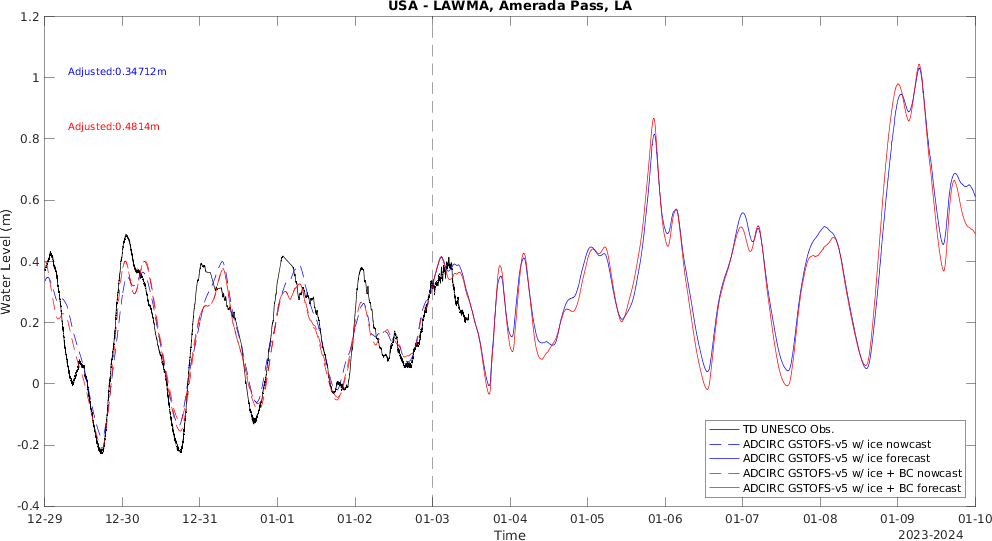 USA - LAWMA, Amerada Pass, LA
1.2
1
0.8
0.6
0.4
0.2
0
-0.2
-0.4
Water Level (m)
Adjusted:0.34712m
Adjusted:0.4814m
TD UNESCO Obs.
ADCIRC GSTOFS-v5 w/ ice nowcast
ADCIRC GSTOFS-v5 w/ ice forecast
ADCIRC GSTOFS-v5 w/ ice + BC nowcast
ADCIRC GSTOFS-v5 w/ ice + BC forecast
12-29 12-30 12-31 01-01 01-02 01-03 01-04 01-05 01-06 01-07 01-08 01-09 01-10
Time
2023-2024